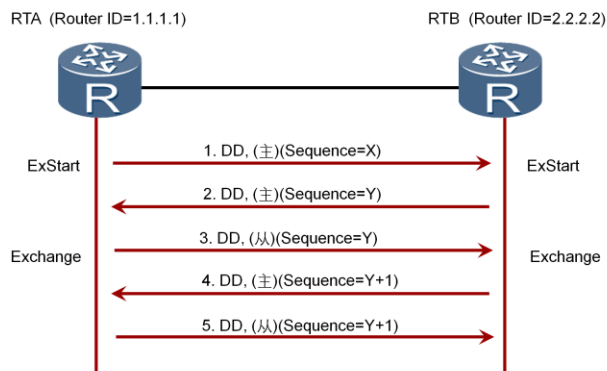 RTA (Router ID=1.1.1.1)
RTB (Router ID=2.2.2.2)
R
R
1. DD, (主)(Sequence=X)
ExStart
ExStart
2. DD, (主)(Sequence=Y)
3. DD, (从)(Sequence=Y)
Exchange
Exchange
4. DD, (主)(Sequence=Y+1)
5. DD, (从)(Sequence=Y+1)